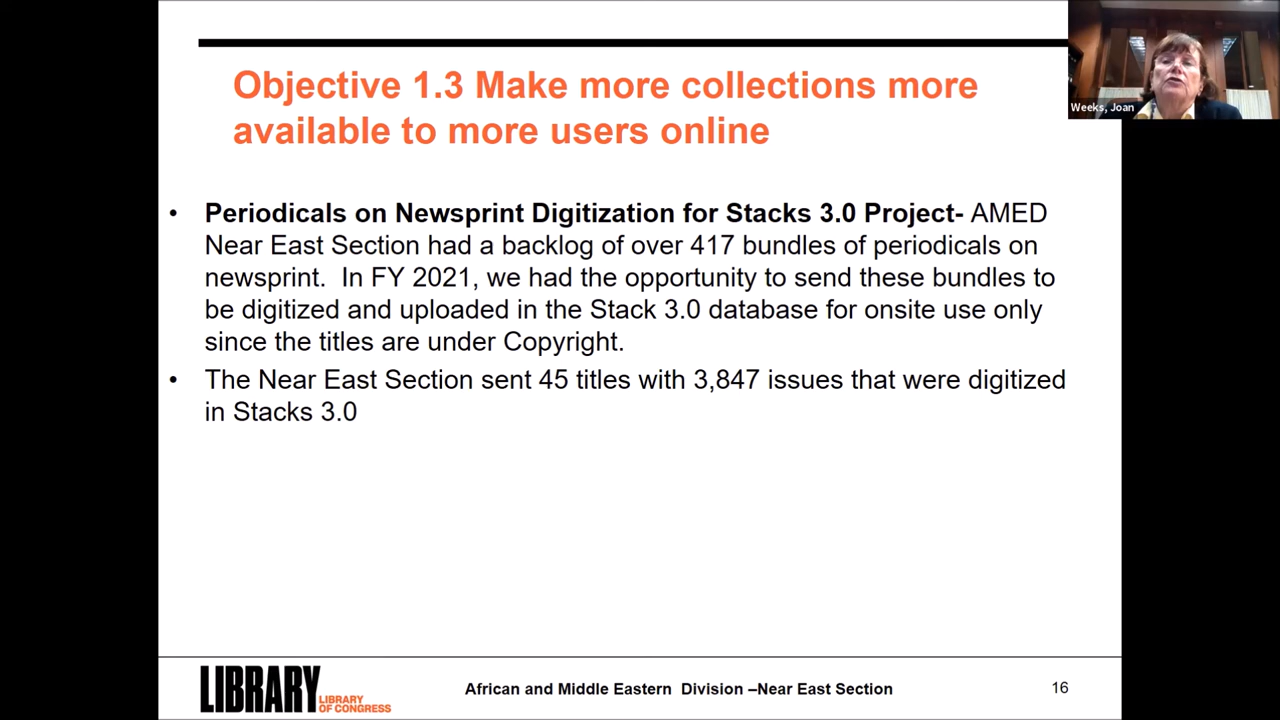 Objective 1.3 Make more collections more
available to more users online
Weeks, Joan
• Periodicals on Newsprint Digitization for Stacks 3.0 Project- AMED
Near East Section had a backlog of over 417 bundles of periodicals on
newsprint.  In FY 2021, we had the opportunity to send these bundles to
be digitized and uploaded in the Stack 3.0 database for onsite use only
since the titles are under Copyright.
• The Near East Section sent 45 titles with 3,847 issues that were digitized
in Stacks 3.0
LIBRARY
LIBRARY
OF CONGRESS
African and Middle Eastern  Division –Near East Section
16